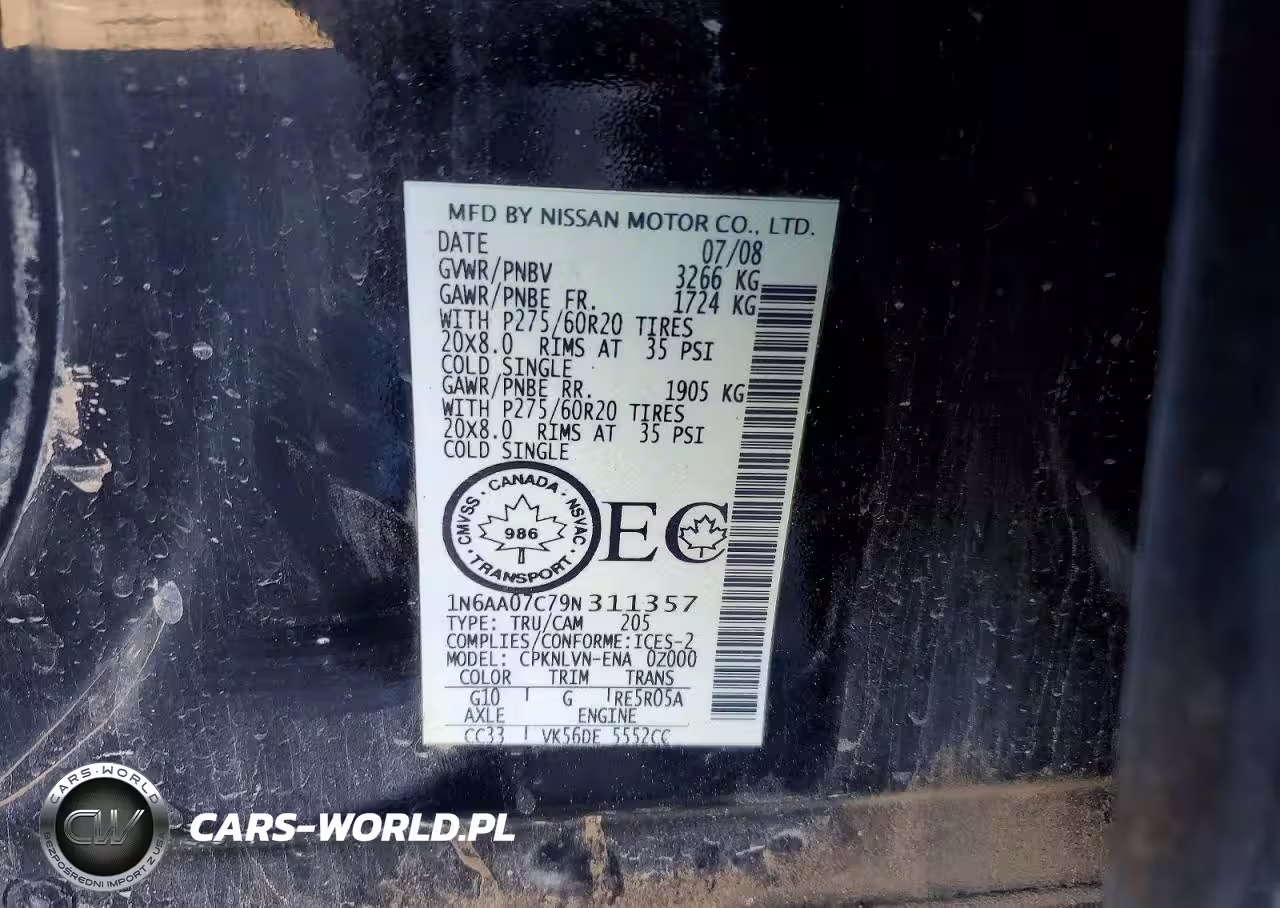 MFD BY NISSAN MOTOR CO., LTD.
DATE 07/08
GVWR/PNBV 3266 KG
GAWR/PNBE FR. 1724 KG
WITH P275/60R20 TIRES
20X8.0 RIMS AT 35 PSI
COLD SINGLE
GAWR/PNBE RR. 1905 KG
WITH P275/60R20 TIRES
20X8.0 RIMS AT 35 PSI
COLD SINGLE
CMVSS · CANADA · NSVAC
986
· TRANSPORT ·
EC
1N6AA07C79N311357
TYPE: TRU/CAM 205
COMPLIES/CONFORME:ICES-2
MODEL: CPKNLVN-ENA 02000
COLOR TRIM TRANS
G10 G RE5R05A
AXLE ENGINE
CC33 VK56DE 5552CC
CARS-WORLD
CW
BEZPOŚREDNI IMPORT Z USA
CARS-WORLD.PL